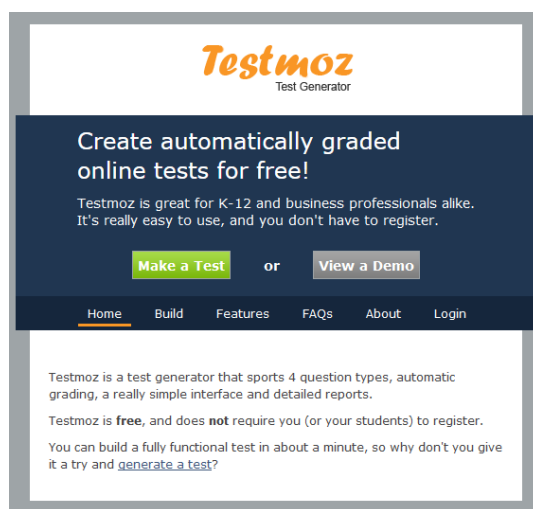 Testmoz
Test Generator
Create automatically graded
online tests for free!
Testmoz is great for K-12 and business professionals alike.
It's really easy to use, and you don't have to register.
Make a Test or View a Demo
Home Build Features FAQs About Login
Testmoz is a test generator that sports 4 question types, automatic
grading, a really simple interface and detailed reports.
Testmoz is free, and does not require you (or your students) to register.
You can build a fully functional test in about a minute, so why don't you give
it a try and generate a test?